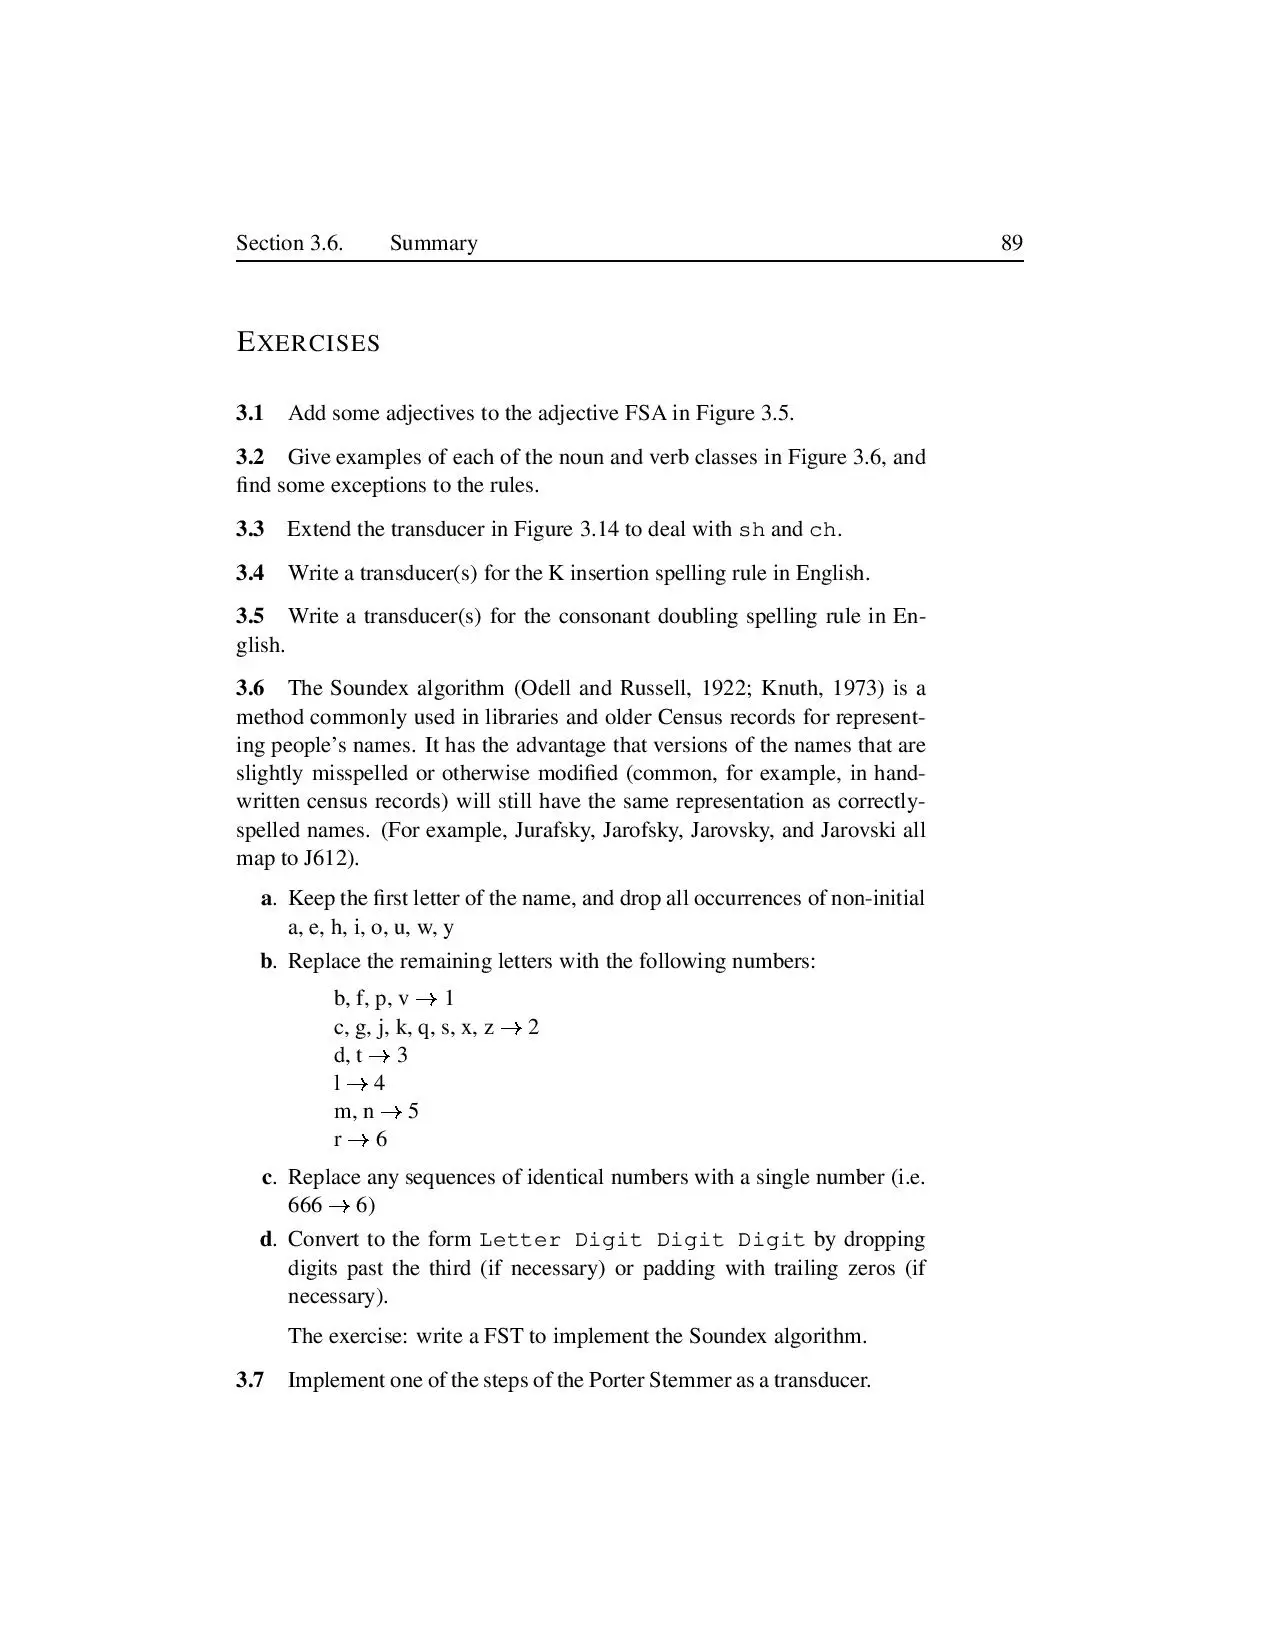 Section 3.6. Summary 89
EXERCISES
3.1 Add some adjectives to the adjective FSA in Figure 3.5.
3.2 Give examples of each of the noun and verb classes in Figure 3.6, and
find some exceptions to the rules.
3.3 Extend the transducer in Figure 3.14 to deal with sh and ch.
3.4 Write a transducer(s) for the K insertion spelling rule in English.
3.5 Write a transducer(s) for the consonant doubling spelling rule in En-
glish.
3.6 The Soundex algorithm (Odell and Russell, 1922; Knuth, 1973) is a
method commonly used in libraries and older Census records for represent-
ing people's names. It has the advantage that versions of the names that are
slightly misspelled or otherwise modified (common, for example, in hand-
written census records) will still have the same representation as correctly-
spelled names. (For example, Jurafsky, Jarofsky, Jarovsky, and Jarovski all
map to J612).
a. Keep the first letter of the name, and drop all occurrences of non-initial
a, e, h, i, o, u, w, y
b. Replace the remaining letters with the following numbers:
b, f, p, v → 1
c, g, j, k, q, s, x, z → 2
d, t → 3
l → 4
m, n → 5
r → 6
c. Replace any sequences of identical numbers with a single number (i.e.
666 → 6)
d. Convert to the form Letter Digit Digit Digit by dropping
digits past the third (if necessary) or padding with trailing zeros (if
necessary).
The exercise: write a FST to implement the Soundex algorithm.
3.7 Implement one of the steps of the Porter Stemmer as a transducer.